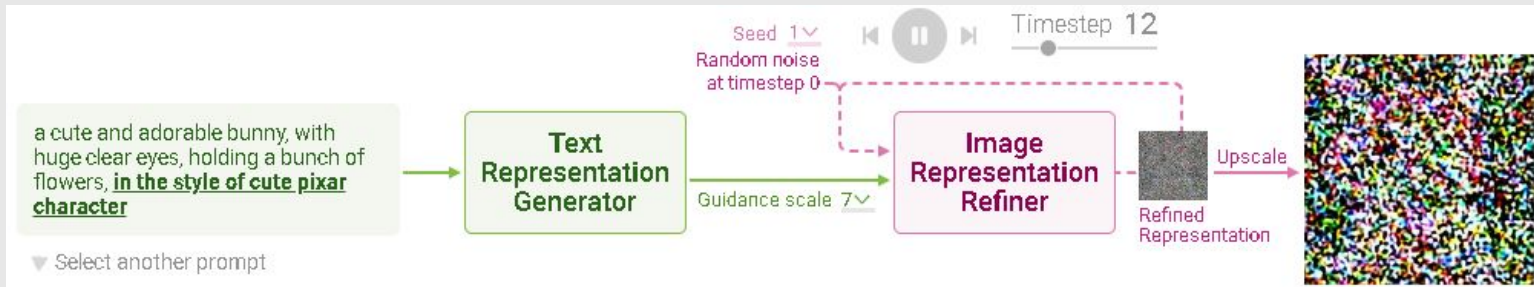 Seed 1
Timestep 12
Random noise
at timestep 0
a cute and adorable bunny, with
huge clear eyes, holding a bunch of
flowers, in the style of cute pixar
character
Select another prompt
Text
Representation
Generator
Guidance scale 7
Image
Representation
Refiner
Refined
Representation
Upscale